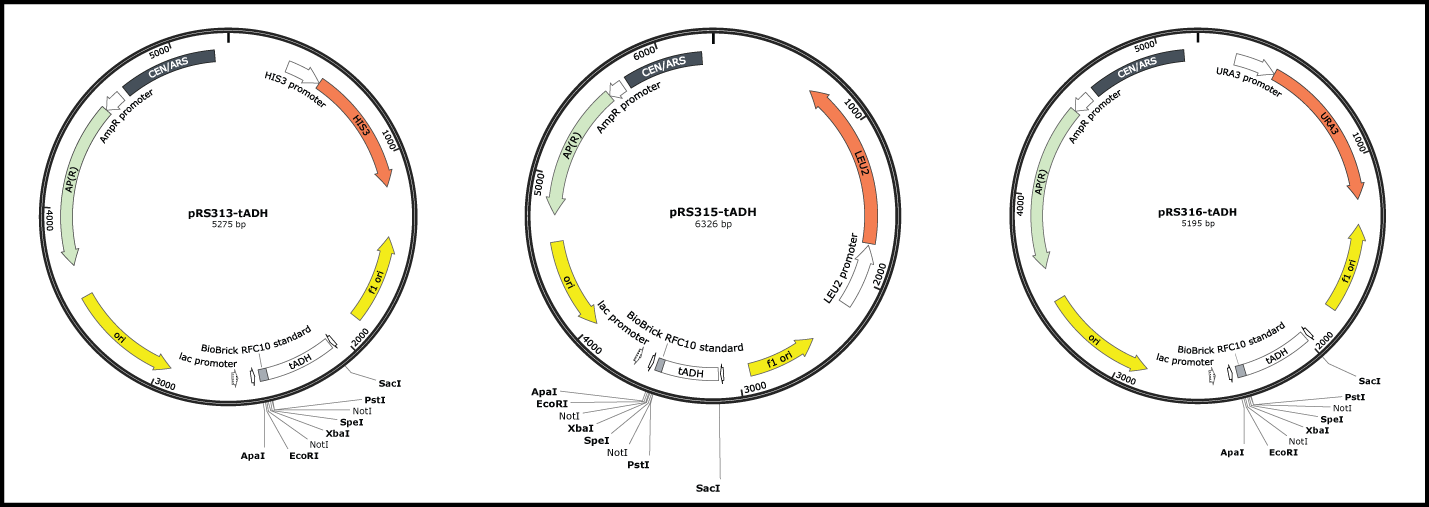 5000
CEN/ARS
HIS3 promoter
AmpR promoter
HIS3
1000
AP(R)
pRS313-tADH
5275 bp
4000
f1 ori
ori
BioBrick RFC10 standard
lac promoter
tADH
2000
3000
SacI
PstI
NotI
SpeI
XbaI
NotI
ApaI
EcoRI
6000
CEN/ARS
AmpR promoter
1000
AP(R)
LEU2
5000
pRS315-tADH
6326 bp
LEU2 promoter
2000
ori
lac promoter
BioBrick RFC10 standard
4000
tADH
f1 ori
3000
ApaI
EcoRI
NotI
XbaI
SpeI
NotI
PstI
SacI
5000
CEN/ARS
URA3 promoter
AmpR promoter
URA3
1000
AP(R)
4000
pRS316-tADH
5195 bp
f1 ori
ori
BioBrick RFC10 standard
lac promoter
tADH
2000
3000
SacI
PstI
NotI
SpeI
XbaI
NotI
ApaI
EcoRI